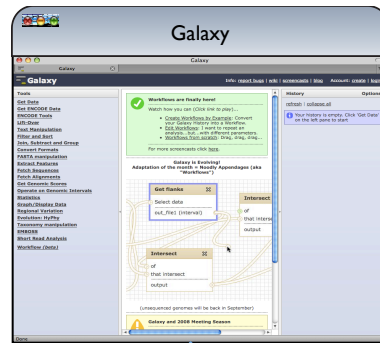 Galaxy
Galaxy
Galaxy
Galaxy
Info: report bugs | wiki | screencasts | blog
Account: create | login
Tools
Get Data
Get ENCODE Data
ENCODE Tools
Lift-Over
Text Manipulation
Filter and Sort
Join, Subtract and Group
Convert Formats
FASTA manipulation
Extract Features
Fetch Sequences
Fetch Alignments
Get Genomic Scores
Operate on Genomic Intervals
Statistics
Graph/Display Data
Regional Variation
Evolution: HyPhy
Taxonomy manipulation
EMBOSS
Short Read Analysis
Workflow (beta)
Workflows are finally here!
Watch how you can (Click link to play)...
• Create Workflows by Example: Convert
your Galaxy History into a Workflow.
• Edit Workflows: I want to repeat an
analysis...but...with different parameters.
• Workflows from scratch: Drag, drag, drag...
For more screencasts click here.
Galaxy is Evolving!
Adaptation of the month = Noodly Appendages (aka
"Workflows")
Get flanks
Select data
out_file1 (interval)
Intersect
of
that interse
output
Intersect
of
that intersect
output
(unsequenced genomes will be back in September)
Galaxy and 2008 Meeting Season
History
Options
refresh | collapse all
Your history is empty. Click 'Get Data'
on the left pane to start
Done